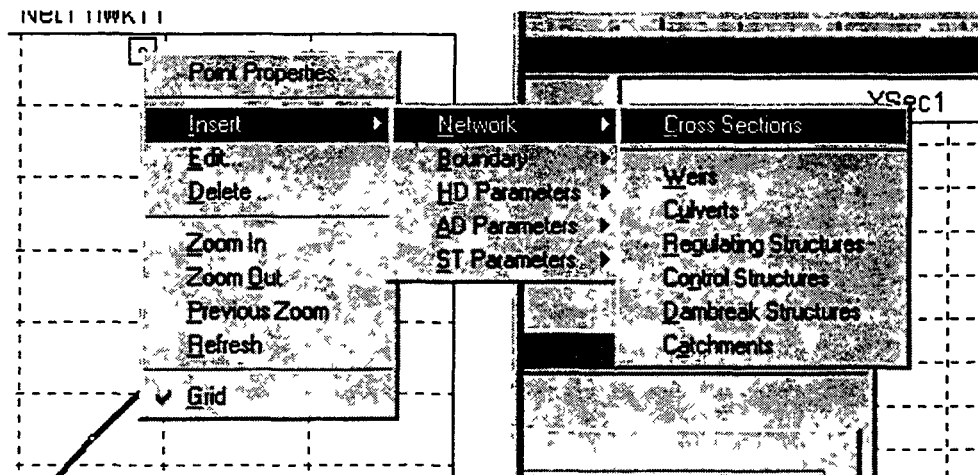 XSec1
Point Properties...
Insert
Edit...
Delete
Zoom In
Zoom Out
Previous Zoom
Refresh
Grid
Network
Boundary
HD Parameters
AD Parameters
ST Parameters
Cross Sections
Weirs
Culverts
Regulating Structures
Control Structures
Dambreak Structures
Catchments